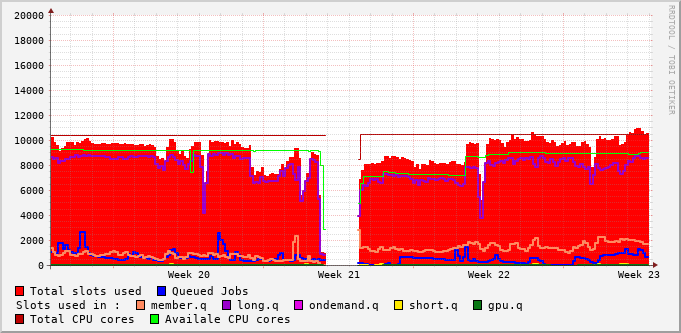 RRDTOOL / TOBI OETIKER
20000
18000
16000
14000
12000
10000
8000
6000
4000
2000
0
Week 20 Week 21 Week 22 Week 23
Total slots used Queued Jobs
Slots used in : member.q long.q ondemand.q short.q gpu.q
Total CPU cores Availale CPU cores